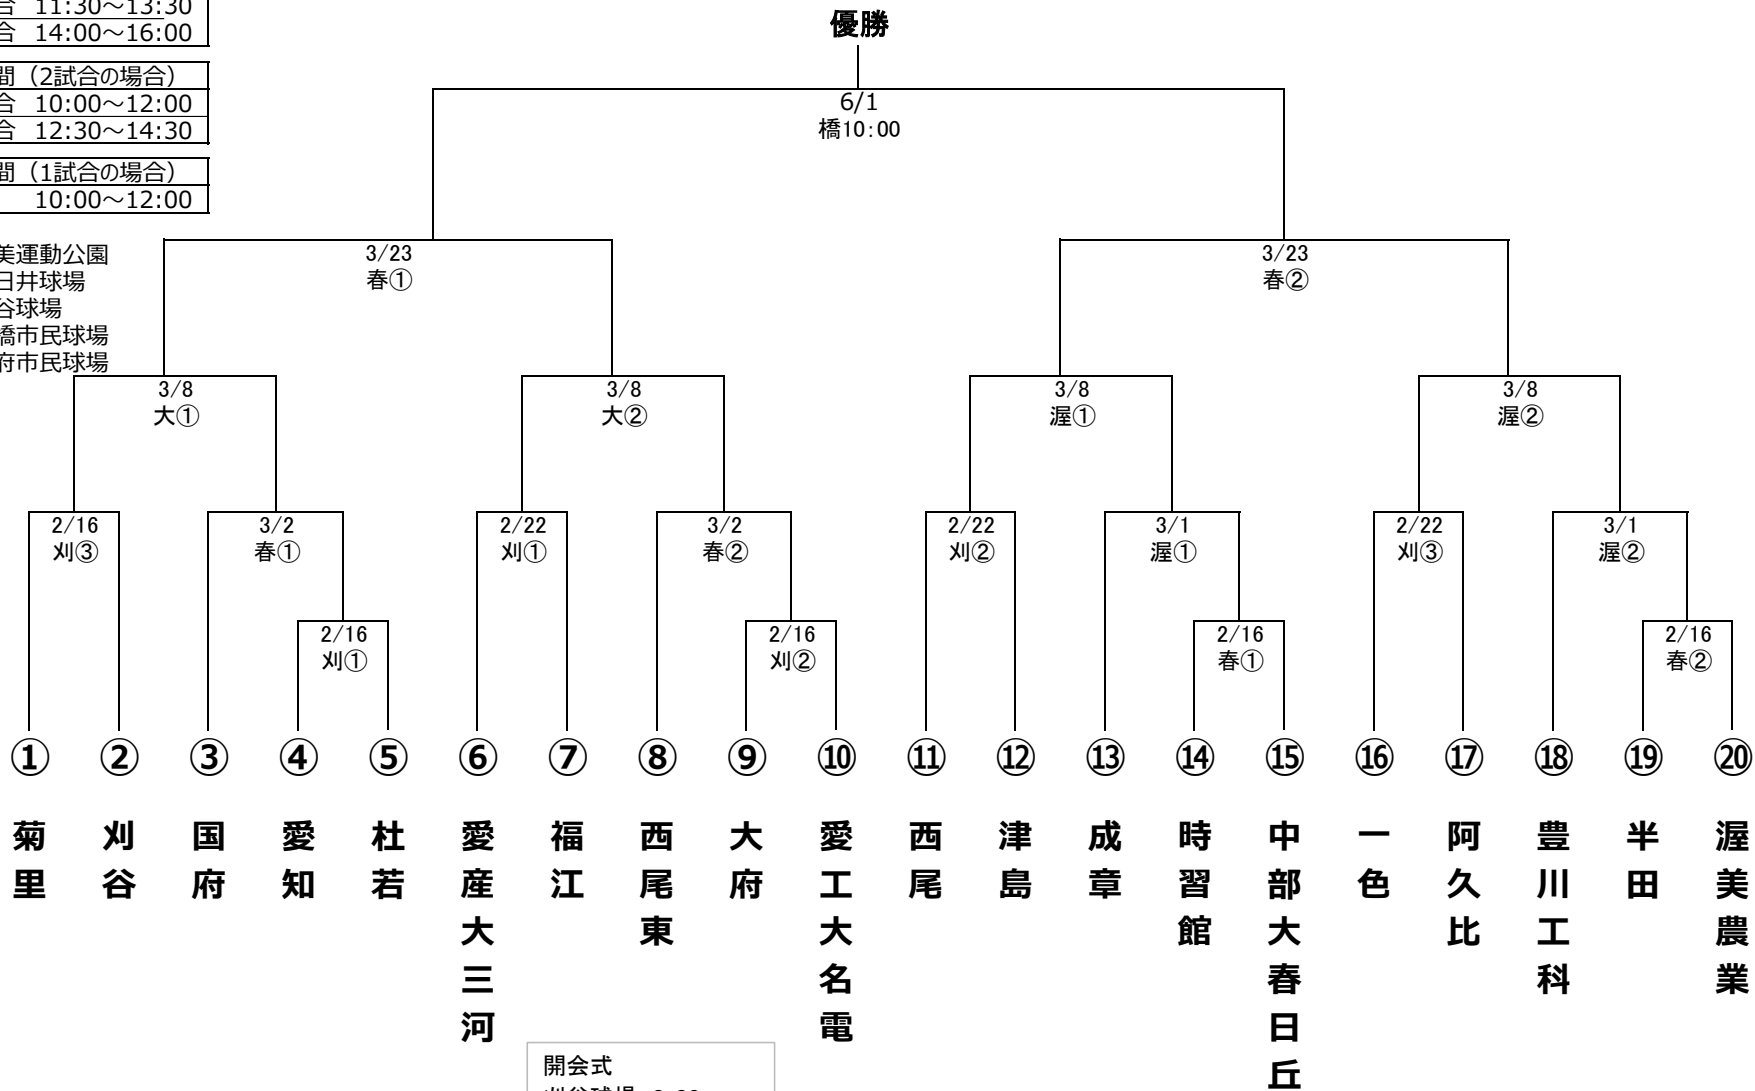 合 11:30～13:30
合 14:00～16:00
間（2試合の場合）
合 10:00～12:00
合 12:30～14:30
間（1試合の場合）
10:00～12:00
美運動公園
日井球場
谷球場
橋市民球場
府市民球場
優勝
6/1
橋10:00
3/23
春①
3/23
春②
3/8
大①
3/8
大②
3/8
渥①
3/8
渥②
2/16
刈③
3/2
春①
2/22
刈①
3/2
春②
2/22
刈②
3/1
渥①
2/22
刈③
3/1
渥②
2/16
刈①
2/16
刈②
2/16
春①
2/16
春②
① ② ③ ④ ⑤ ⑥ ⑦ ⑧ ⑨ ⑩ ⑪ ⑫ ⑬ ⑭ ⑮ ⑯ ⑰ ⑱ ⑲ ⑳
菊里
刈谷
国府
愛知
杜若
愛産大三河
福江
西尾東
大府
愛工大名電
西尾
津島
成章
時習館
中部大春日丘
一色
阿久比
豊川工科
半田
渥美農業
開会式